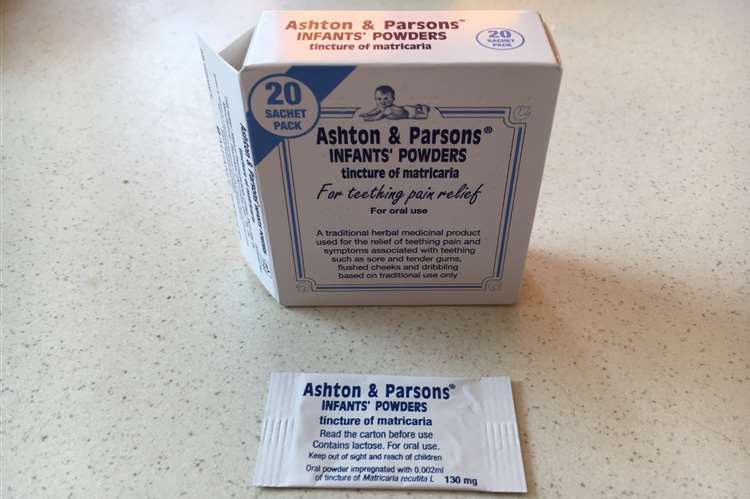 Ashton & Parsons™
INFANTS' POWDERS
tincture of matricaria
20
SACHET
PACK
20
SACHET
PACK
Ashton & Parsons®
INFANTS' POWDERS
tincture of matricaria
For teething pain relief
For oral use
A traditional herbal medicinal product
used for the relief of teething pain and
symptoms associated with teething
such as sore and tender gums,
flushed cheeks and dribbling
based on traditional use only
Ashton & Parsons®
INFANTS' POWDERS
tincture of matricaria
Read the carton before use
Contains lactose. For oral use.
Keep out of sight and reach of children
Oral powder impregnated with 0.002ml
of tincture of Matricaria recutita L 130 mg